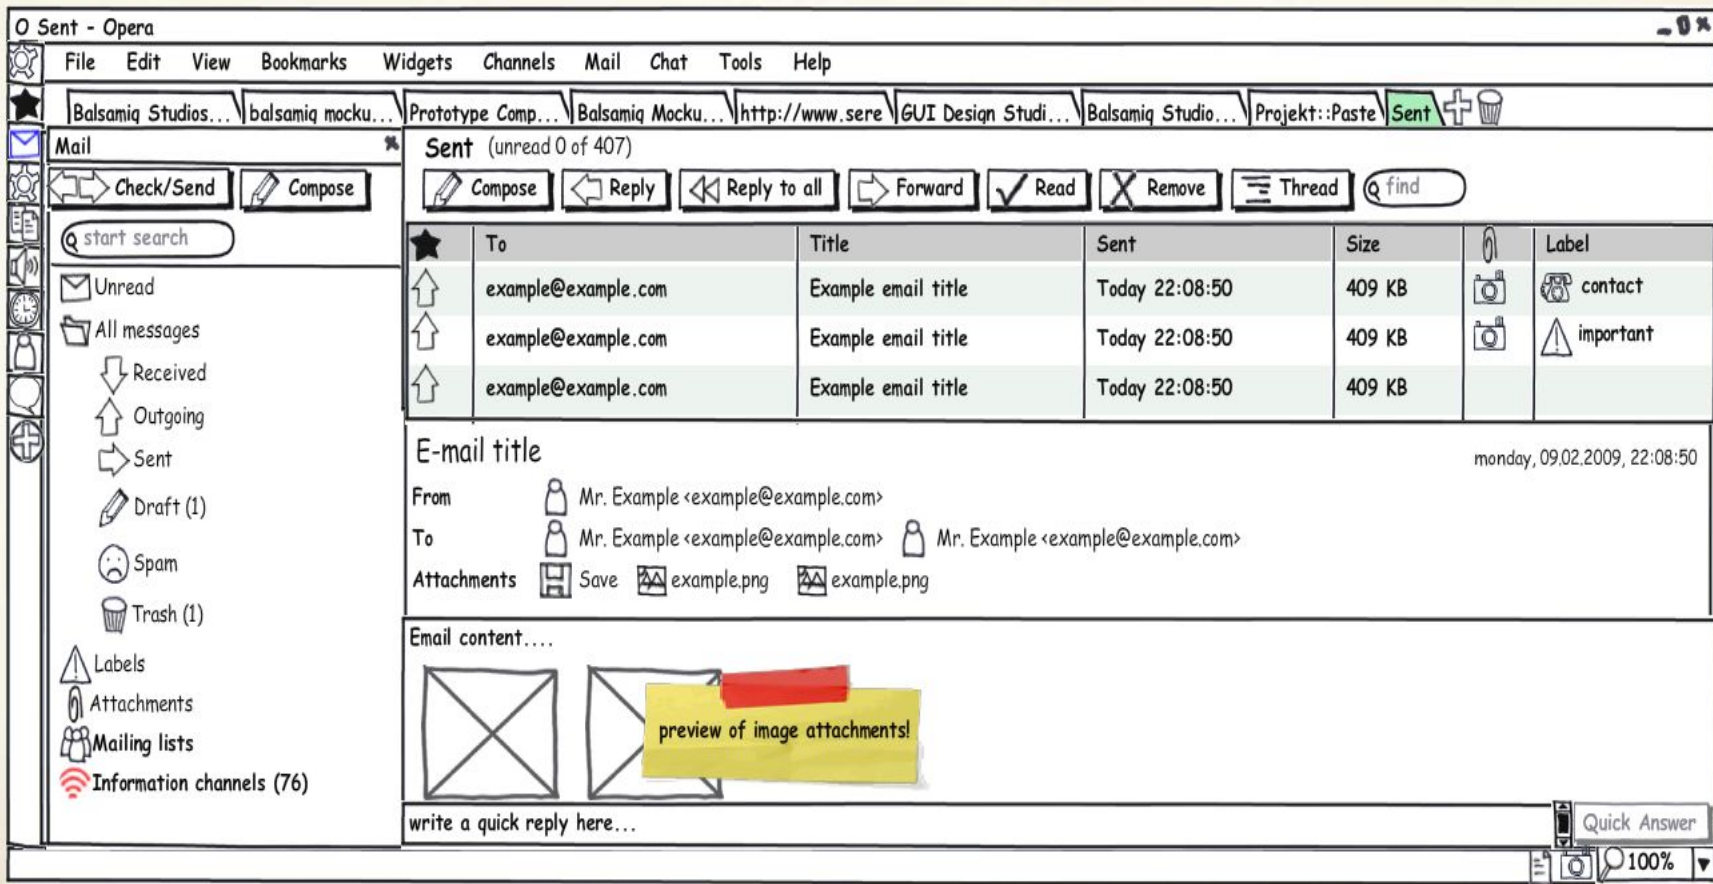 O Sent - Opera
File Edit View Bookmarks Widgets Channels Mail Chat Tools Help
Balsamiq Studios... balsamiq mocku... Prototype Comp... Balsamiq Mocku... http://www.sere GUI Design Studi... Balsamiq Studio... Projekt::Paste Sent
Mail
Check/Send Compose
start search
Unread
All messages
Received
Outgoing
Sent
Draft (1)
Spam
Trash (1)
Labels
Attachments
Mailing lists
Information channels (76)
Sent (unread 0 of 407)
Compose Reply Reply to all Forward Read Remove Thread find
To Title Sent Size Label
example@example.com Example email title Today 22:08:50 409 KB contact
example@example.com Example email title Today 22:08:50 409 KB important
example@example.com Example email title Today 22:08:50 409 KB
E-mail title monday, 09.02.2009, 22:08:50
From Mr. Example <example@example.com>
To Mr. Example <example@example.com> Mr. Example <example@example.com>
Attachments Save example.png example.png
Email content....
preview of image attachments!
write a quick reply here... Quick Answer
100%